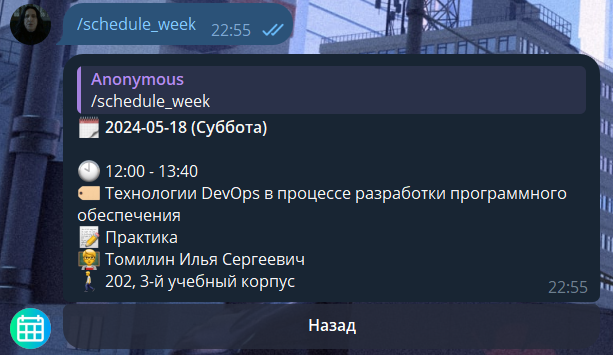 /schedule_week
22:55
Anonymous
/schedule_week
2024-05-18 (Суббота)
12:00 - 13:40
Технологии DevOps в процессе разработки программного
обеспечения
Практика
Томилин Илья Сергеевич
202, 3-й учебный корпус
22:55
Назад